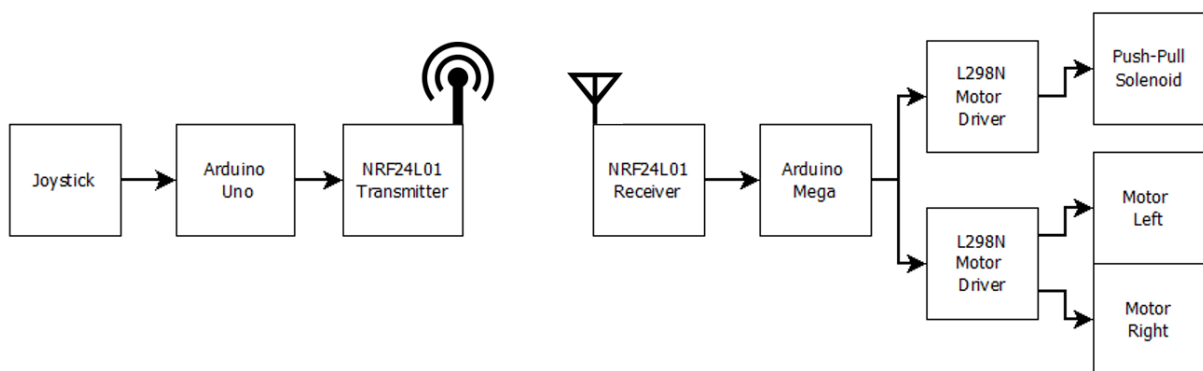 Joystick
Arduino
Uno
NRF24L01
Transmitter
NRF24L01
Receiver
Arduino
Mega
L298N
Motor
Driver
Push-Pull
Solenoid
L298N
Motor
Driver
Motor
Left
Motor
Right